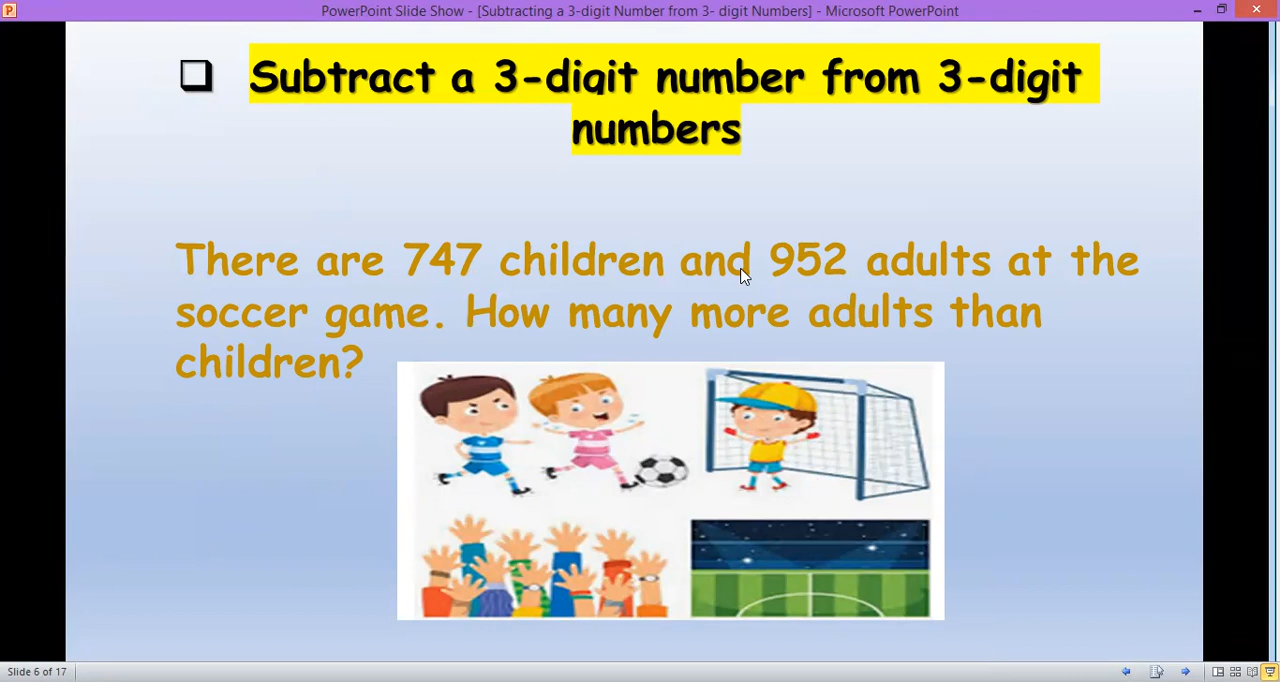 PowerPoint Slide Show - [Subtracting a 3-digit Number from 3- digit Numbers] - Microsoft PowerPoint
Subtract a 3-digit number from 3-digit
numbers
There are 747 children and 952 adults at the
soccer game. How many more adults than
children?
Slide 6 of 17